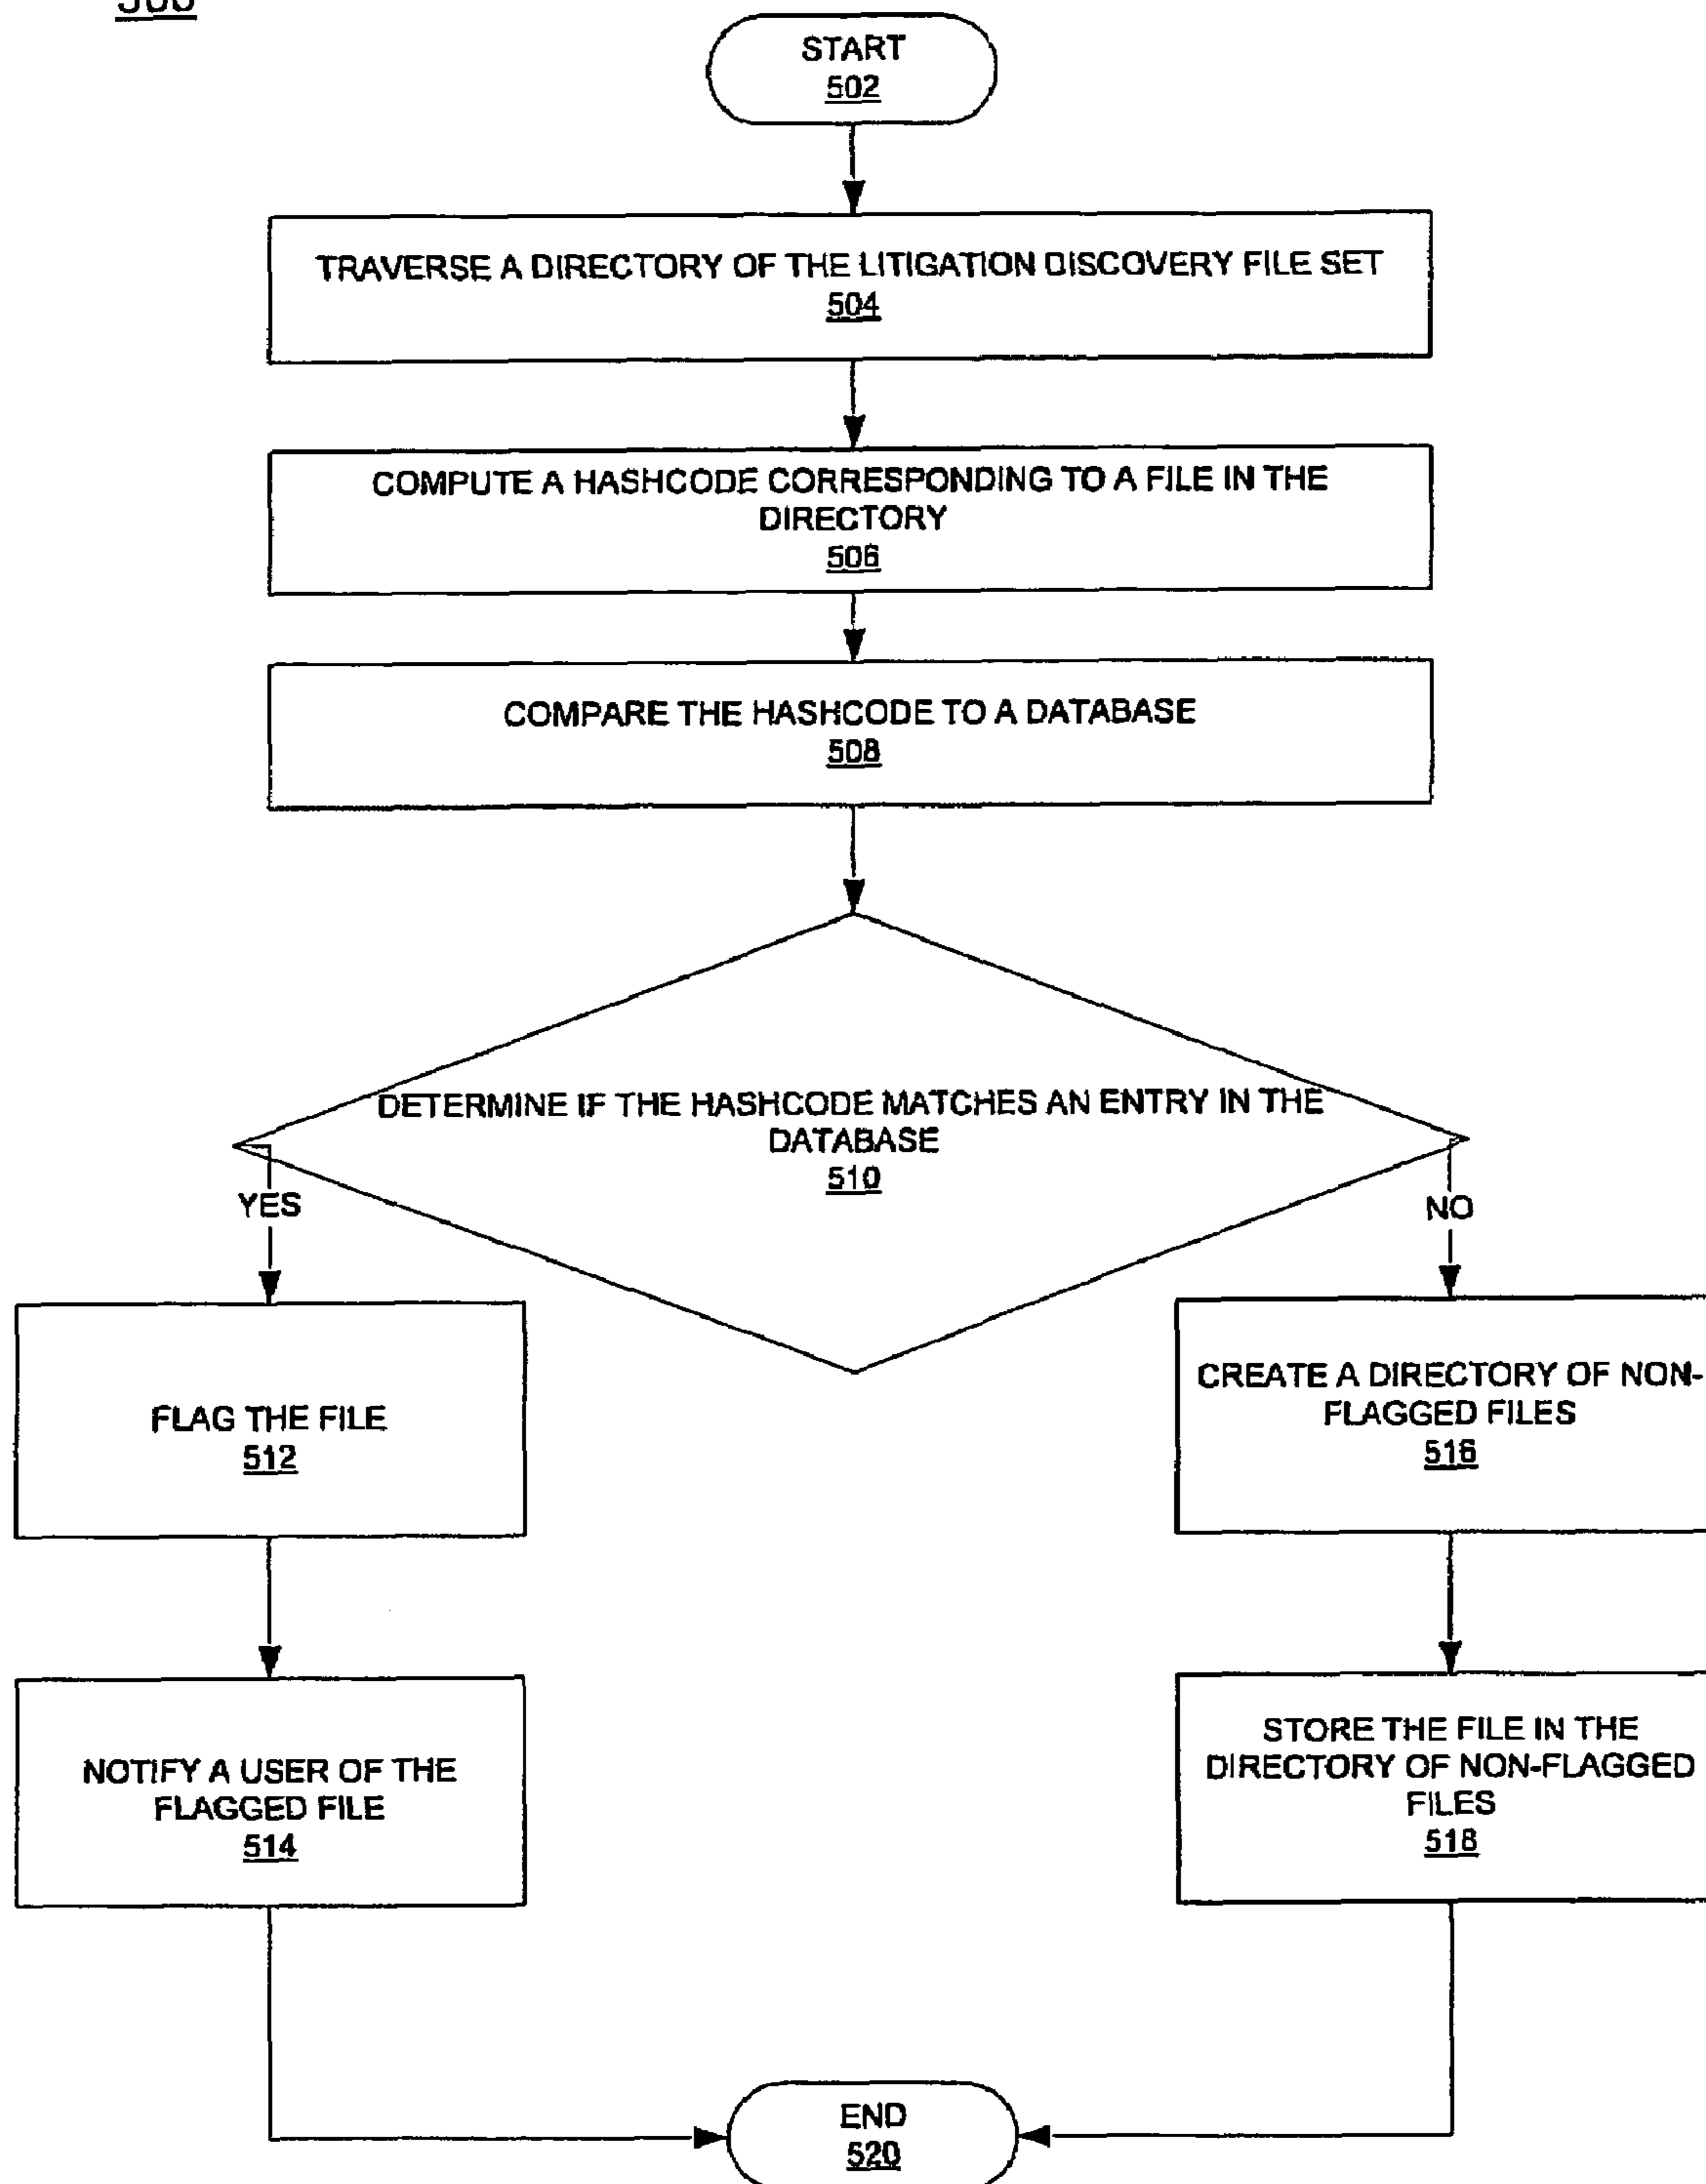 START
502
TRAVERSE A DIRECTORY OF THE LITIGATION DISCOVERY FILE SET
504
COMPUTE A HASHCODE CORRESPONDING TO A FILE IN THE
DIRECTORY
506
COMPARE THE HASHCODE TO A DATABASE
508
DETERMINE IF THE HASHCODE MATCHES AN ENTRY IN THE
DATABASE
510
YES
NO
FLAG THE FILE
512
CREATE A DIRECTORY OF NON-
FLAGGED FILES
516
NOTIFY A USER OF THE
FLAGGED FILE
514
STORE THE FILE IN THE
DIRECTORY OF NON-FLAGGED
FILES
518
END
520